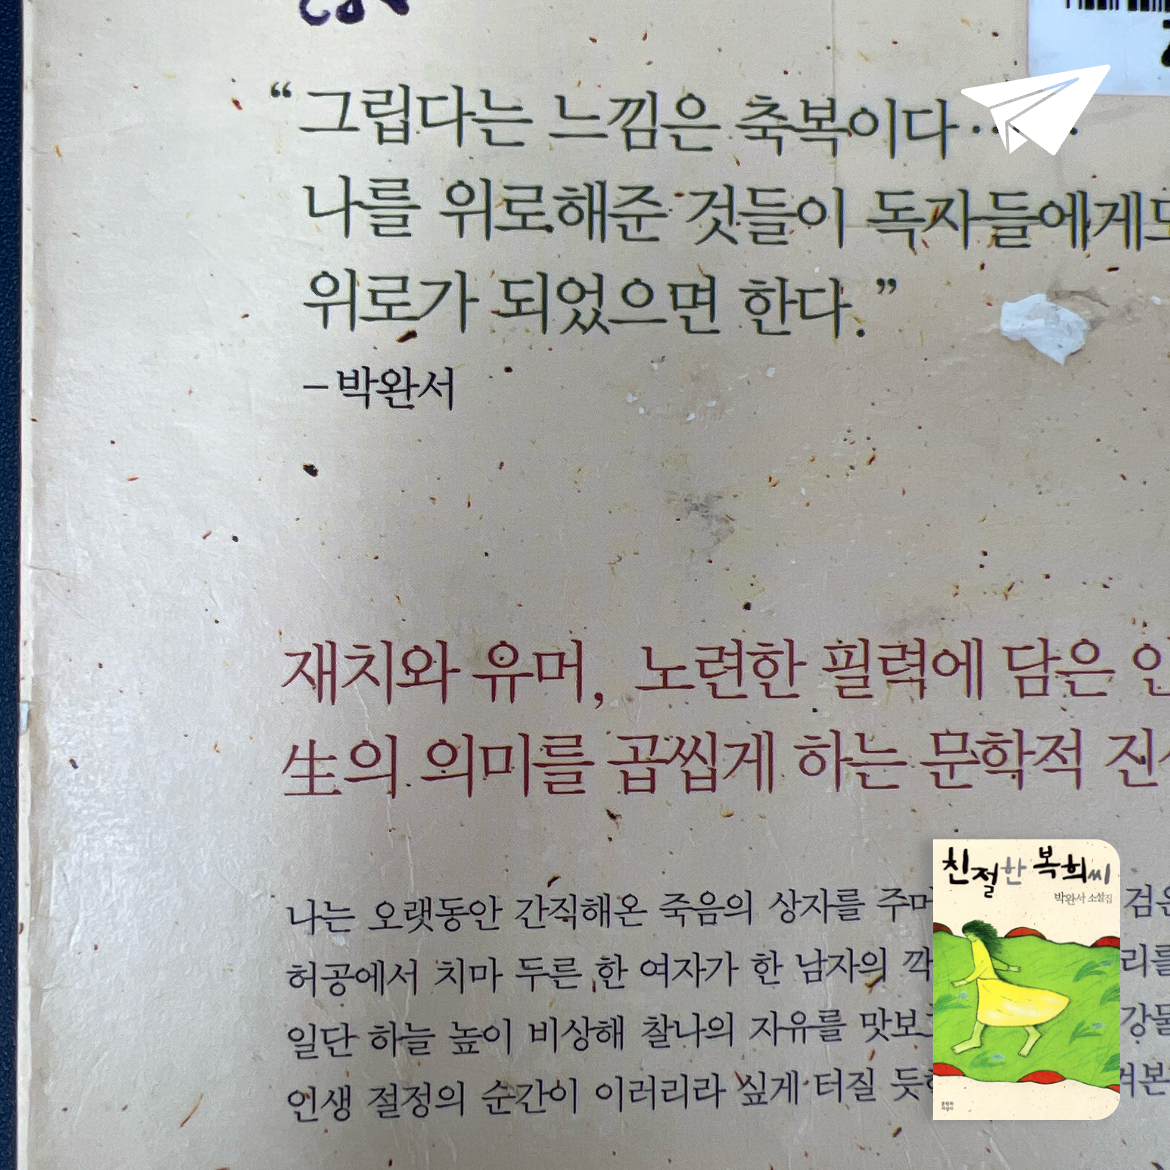 “그립다는 느낌은 축복이다…
나를 위로해준 것들이 독자들에게도
위로가 되었으면 한다.”
–박완서
재치와 유머, 노련한 필력에 담은
生의 의미를 곱씹게 하는 문학적
나는 오랫동안 간직해온 죽음의 상자를 검은
허공에서 치마 두른 한 여자가 한 남자의
일단 하늘 높이 비상해 찰나의 자유를
인생 절정의 순간이 이러리라 싶게 터질
친절한 복희씨
박완서 소설집